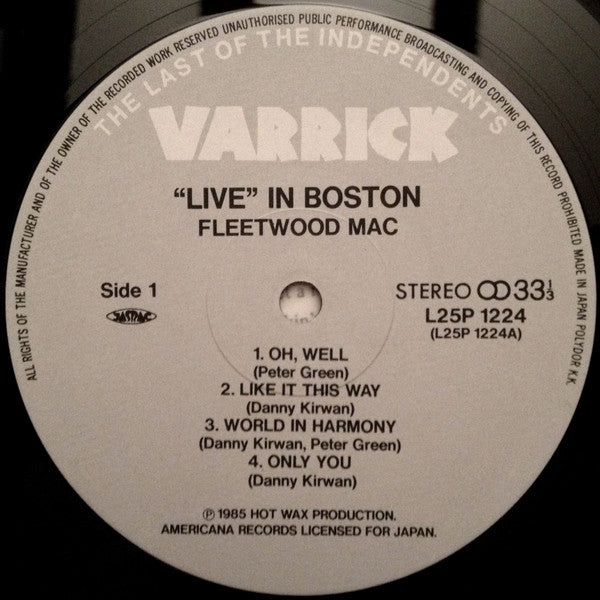 ALL RIGHTS OF THE MANUFACTURER AND OF THE OWNER OF THE RECORDED WORK RESERVED UNAUTHORISED PUBLIC PERFORMANCE BROADCASTING AND COPYING OF THIS RECORD PROHIBITED MADE IN JAPAN POLYDOR K.K.
THE LAST OF THE INDEPENDENTS
VARRICK
“LIVE” IN BOSTON
FLEETWOOD MAC
Side 1
STEREO 33⅓
L25P 1224
(L25P 1224A)
1. OH, WELL
(Peter Green)
2. LIKE IT THIS WAY
(Danny Kirwan)
3. WORLD IN HARMONY
(Danny Kirwan, Peter Green)
4. ONLY YOU
(Danny Kirwan)
Ⓟ 1985 HOT WAX PRODUCTION.
AMERICANA RECORDS LICENSED FOR JAPAN.